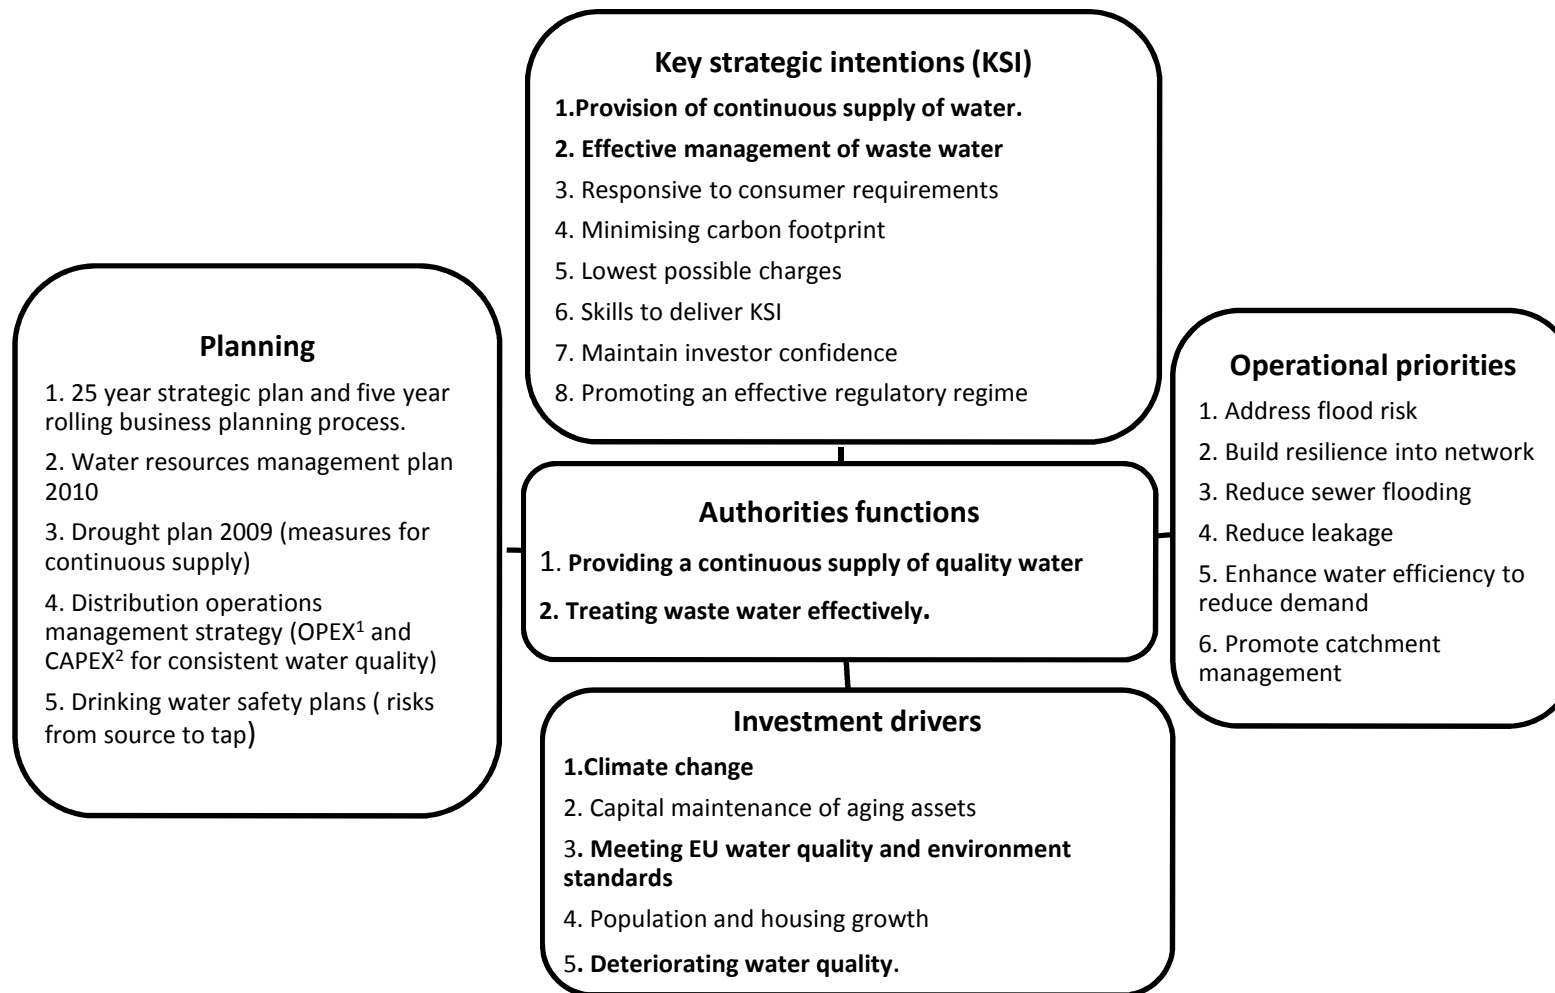 Key strategic intentions (KSI)
1.Provision of continuous supply of water.
2. Effective management of waste water
3. Responsive to consumer requirements
4. Minimising carbon footprint
5. Lowest possible charges
6. Skills to deliver KSI
7. Maintain investor confidence
8. Promoting an effective regulatory regime
Planning
1. 25 year strategic plan and five year
rolling business planning process.
2. Water resources management plan
2010
3. Drought plan 2009 (measures for
continuous supply)
4. Distribution operations
management strategy (OPEX¹ and
CAPEX² for consistent water quality)
5. Drinking water safety plans ( risks
from source to tap)
Authorities functions
1. Providing a continuous supply of quality water
2. Treating waste water effectively.
Operational priorities
1. Address flood risk
2. Build resilience into network
3. Reduce sewer flooding
4. Reduce leakage
5. Enhance water efficiency to
reduce demand
6. Promote catchment
management
Investment drivers
1.Climate change
2. Capital maintenance of aging assets
3. Meeting EU water quality and environment
standards
4. Population and housing growth
5. Deteriorating water quality.